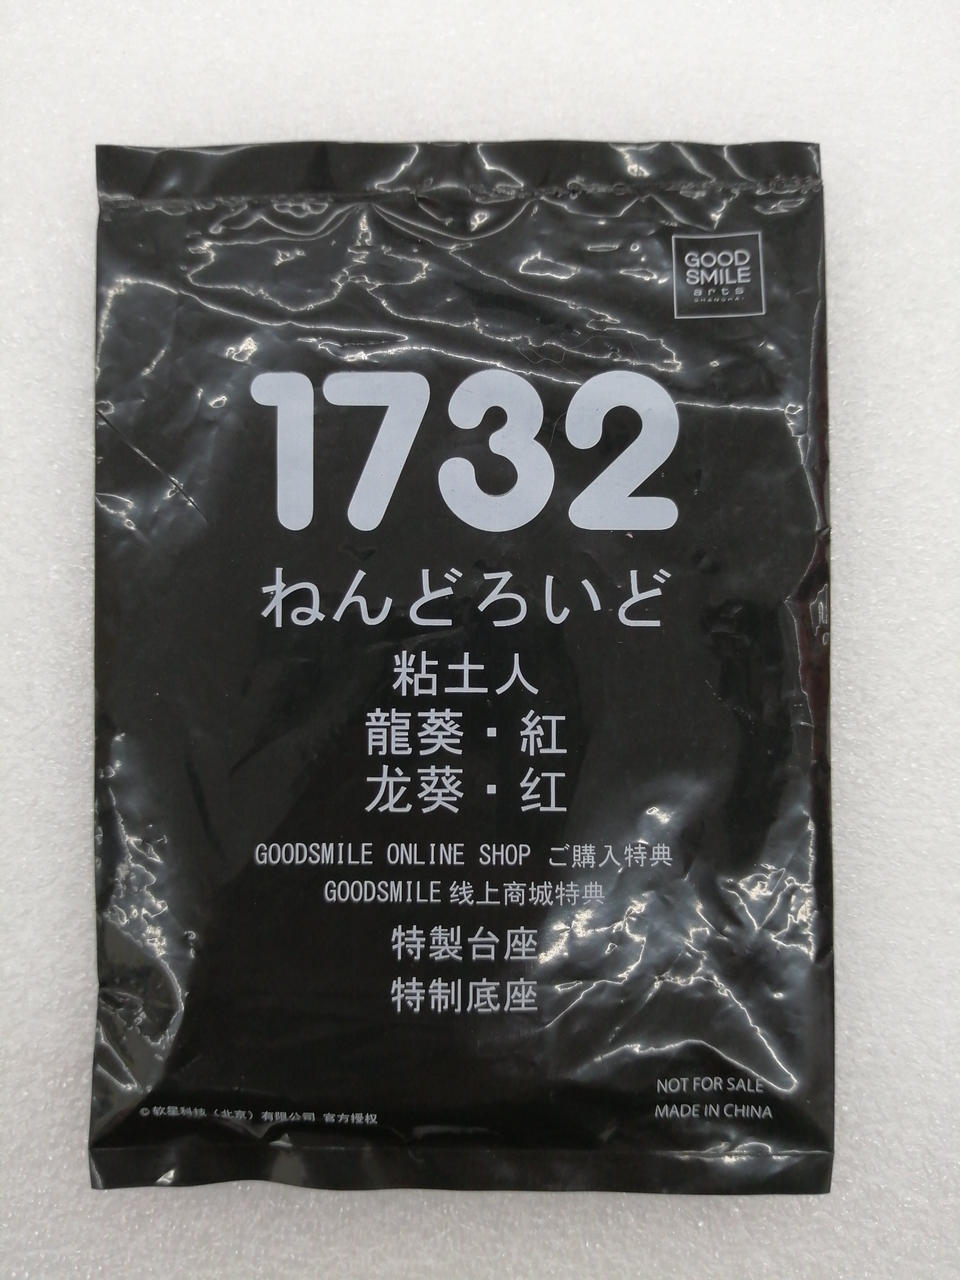 GOOD
SMILE
arts
SHANGHAI
1732
ねんどろいど
粘土人
龍葵・紅
龙葵・红
GOODSMILE ONLINE SHOP ご購入特典
GOODSMILE 线上商城特典
特製台座
特制底座
NOT FOR SALE
MADE IN CHINA
© 软星科技（北京）有限公司 官方授权